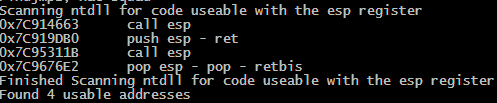 Scanning ntdll for code useable with the esp register
0x7C914663 call esp
0x7C919DB0 push esp - ret
0x7C95311B call esp
0x7C9676E2 pop esp - pop - retbis
Finished Scanning ntdll for code useable with the esp register
Found 4 usable addresses